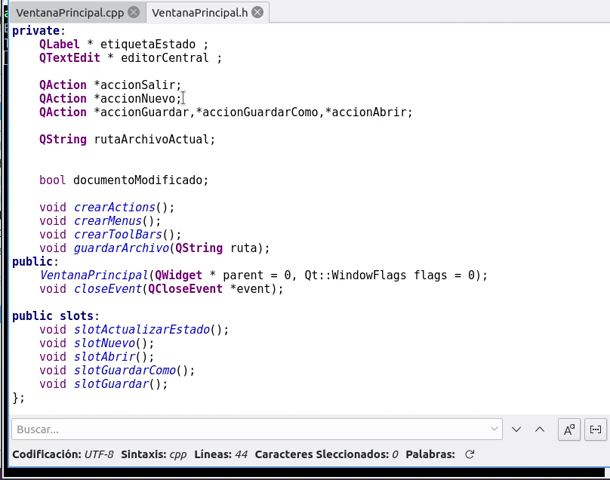 VentanaPrincipal.cpp VentanaPrincipal.h
private:
QLabel * etiquetaEstado ;
QTextEdit * editorCentral ;
QAction *accionSalir;
QAction *accionNuevo;
QAction *accionGuardar,*accionGuardarComo,*accionAbrir;
QString rutaArchivoActual;
bool documentoModificado;
void crearActions();
void crearMenus();
void crearToolBars();
void guardarArchivo(QString ruta);
public:
VentanaPrincipal(QWidget * parent = 0, Qt::WindowFlags flags = 0);
void closeEvent(QCloseEvent *event);
public slots:
void slotActualizarEstado();
void slotNuevo();
void slotAbrir();
void slotGuardarComo();
void slotGuardar();
};
Buscar...
Codificación: UTF-8 Sintaxis: cpp Líneas: 44 Caracteres Sleccionados: 0 Palabras: